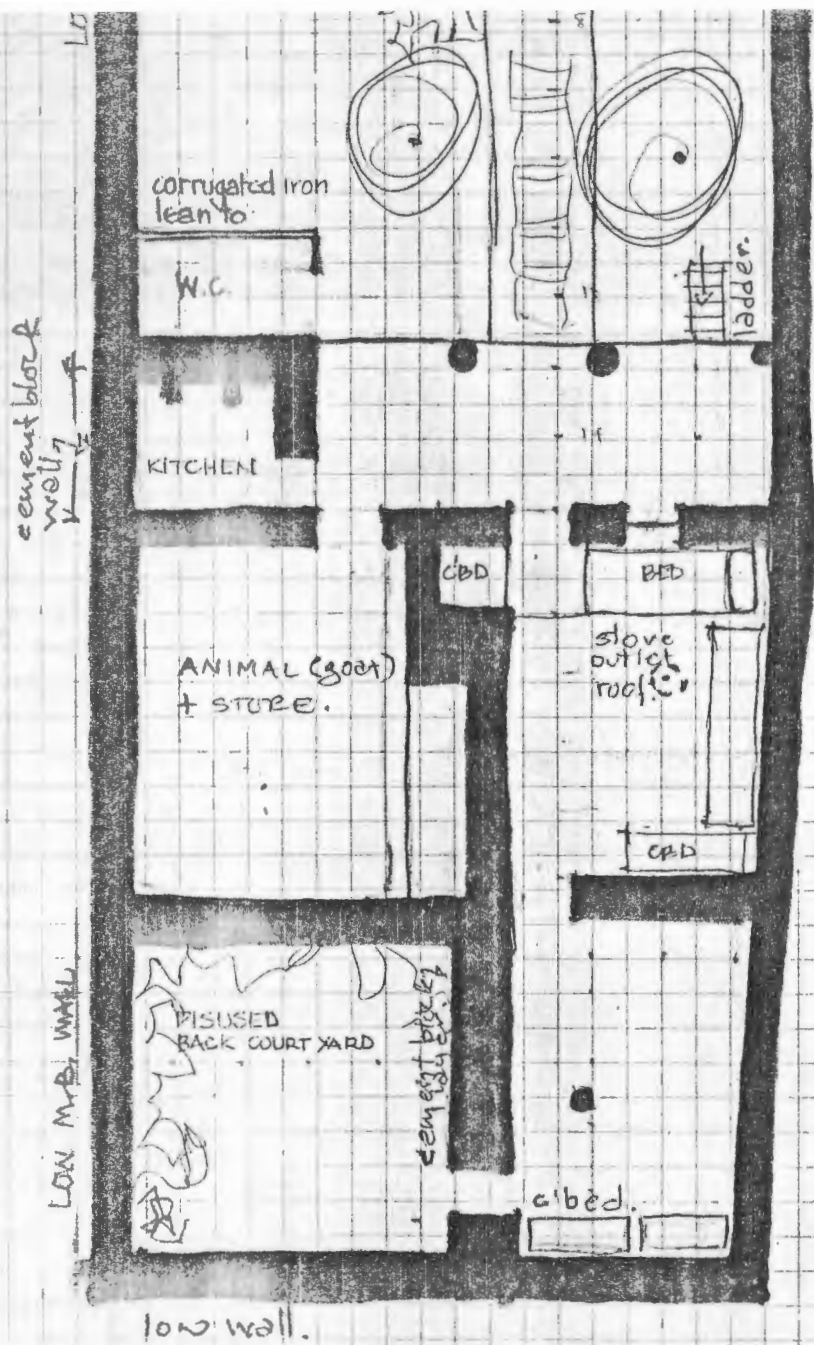 LO
corrugated iron
lean to
W.C.
ladder.
cement block
wall
KITCHEN
CBD
BED
stove
outlet
roof
ANIMAL (goat)
+ STORE.
CBD
LOW M.B. WALL
DISUSED
BACK COURT YARD
cement block
c'bed.
low wall.